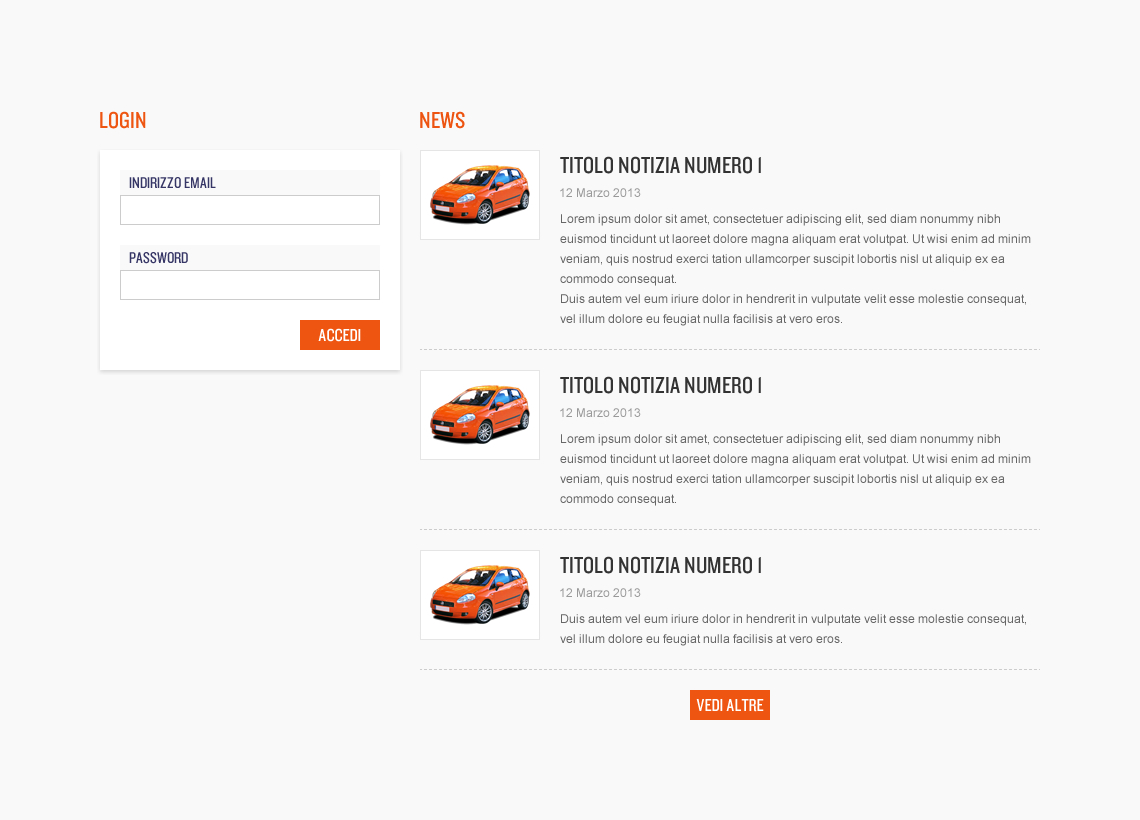 LOGIN
INDIRIZZO EMAIL
PASSWORD
ACCEDI
NEWS
TITOLO NOTIZIA NUMERO 1
12 Marzo 2013
Lorem ipsum dolor sit amet, consectetuer adipiscing elit, sed diam nonummy nibh
euismod tincidunt ut laoreet dolore magna aliquam erat volutpat. Ut wisi enim ad minim
veniam, quis nostrud exerci tation ullamcorper suscipit lobortis nisl ut aliquip ex ea
commodo consequat.
Duis autem vel eum iriure dolor in hendrerit in vulputate velit esse molestie consequat,
vel illum dolore eu feugiat nulla facilisis at vero eros.
TITOLO NOTIZIA NUMERO 1
12 Marzo 2013
Lorem ipsum dolor sit amet, consectetuer adipiscing elit, sed diam nonummy nibh
euismod tincidunt ut laoreet dolore magna aliquam erat volutpat. Ut wisi enim ad minim
veniam, quis nostrud exerci tation ullamcorper suscipit lobortis nisl ut aliquip ex ea
commodo consequat.
TITOLO NOTIZIA NUMERO 1
12 Marzo 2013
Duis autem vel eum iriure dolor in hendrerit in vulputate velit esse molestie consequat,
vel illum dolore eu feugiat nulla facilisis at vero eros.
VEDI ALTRE